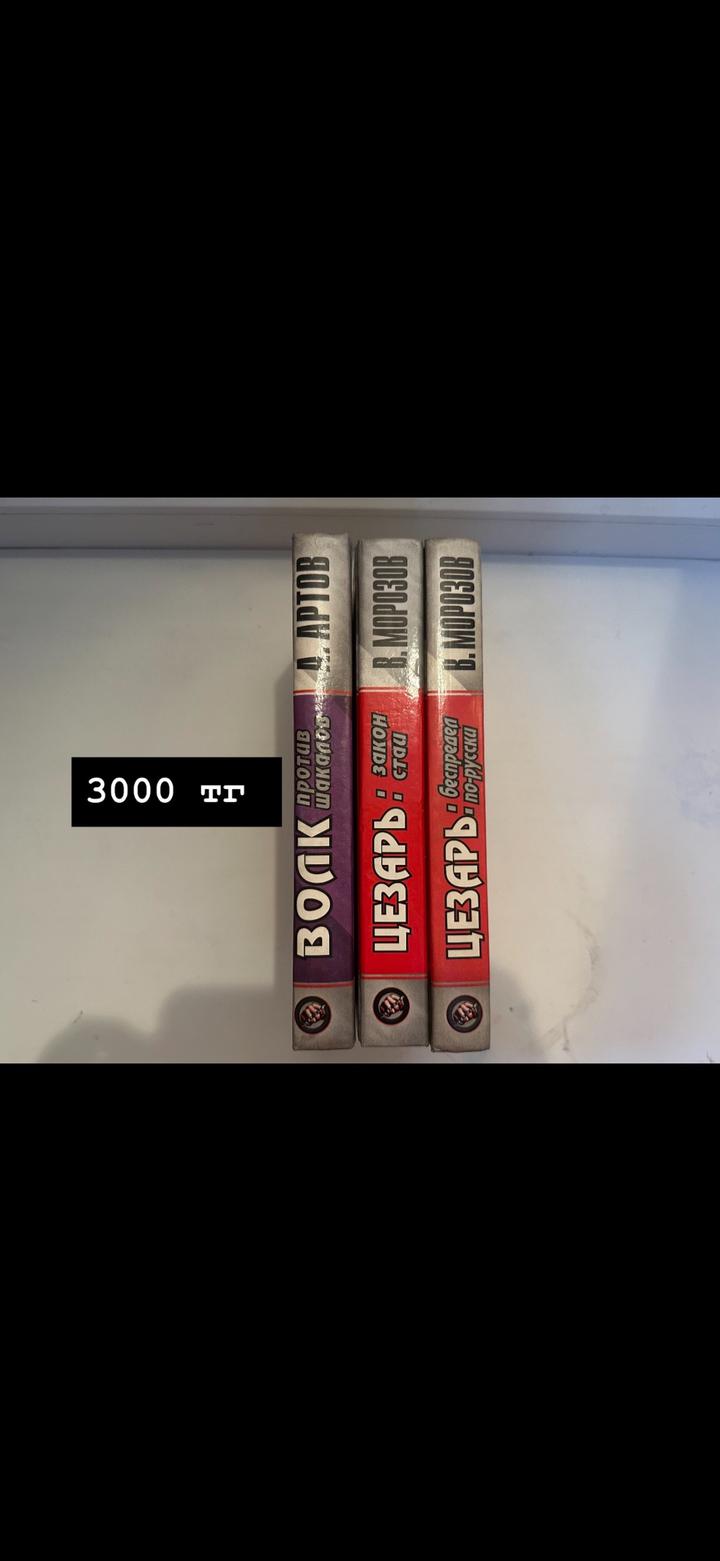 3000 тг
А. АРТОВ
ВОЛК против
шакалов
В. МОРОЗОВ
ЦЕЗАРЬ: закон
стаи
В. МОРОЗОВ
ЦЕЗАРЬ: беспредел
по-русски